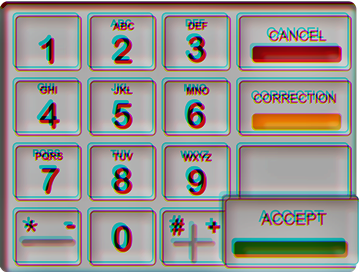 1
ABC
2
DEF
3
CANCEL
GHI
4
JKL
5
MNO
6
CORRECTION
PQRS
7
TUV
8
WXYZ
9
* -
0
# +
ACCEPT